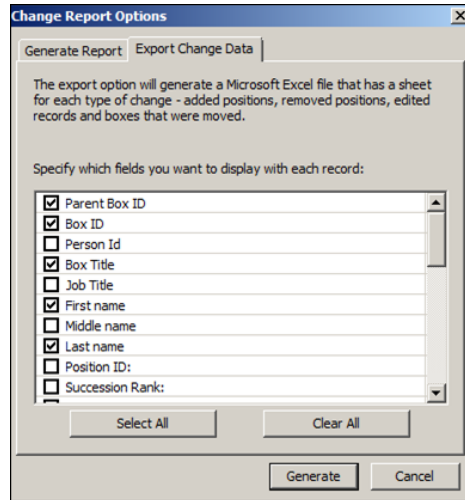 Change Report Options
Generate Report
Export Change Data
The export option will generate a Microsoft Excel file that has a sheet
for each type of change - added positions, removed positions, edited
records and boxes that were moved.
Specify which fields you want to display with each record:
Parent Box ID
Box ID
Person Id
Box Title
Job Title
First name
Middle name
Last name
Position ID:
Succession Rank:
Select All
Clear All
Generate
Cancel